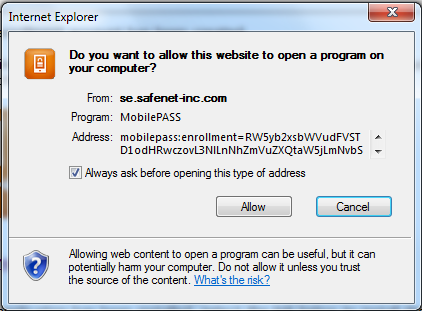 Internet Explorer
Do you want to allow this website to open a program on
your computer?
From: se.safenet-inc.com
Program: MobilePASS
Address: mobilepass:enrollment=RW5yb2xsbWVudFVST
D1odHRwczovL3NlLnNhZmVuZXQtaW5jLmNvbS
Always ask before opening this type of address
Allow
Cancel
Allowing web content to open a program can be useful, but it can
potentially harm your computer. Do not allow it unless you trust
the source of the content. What's the risk?